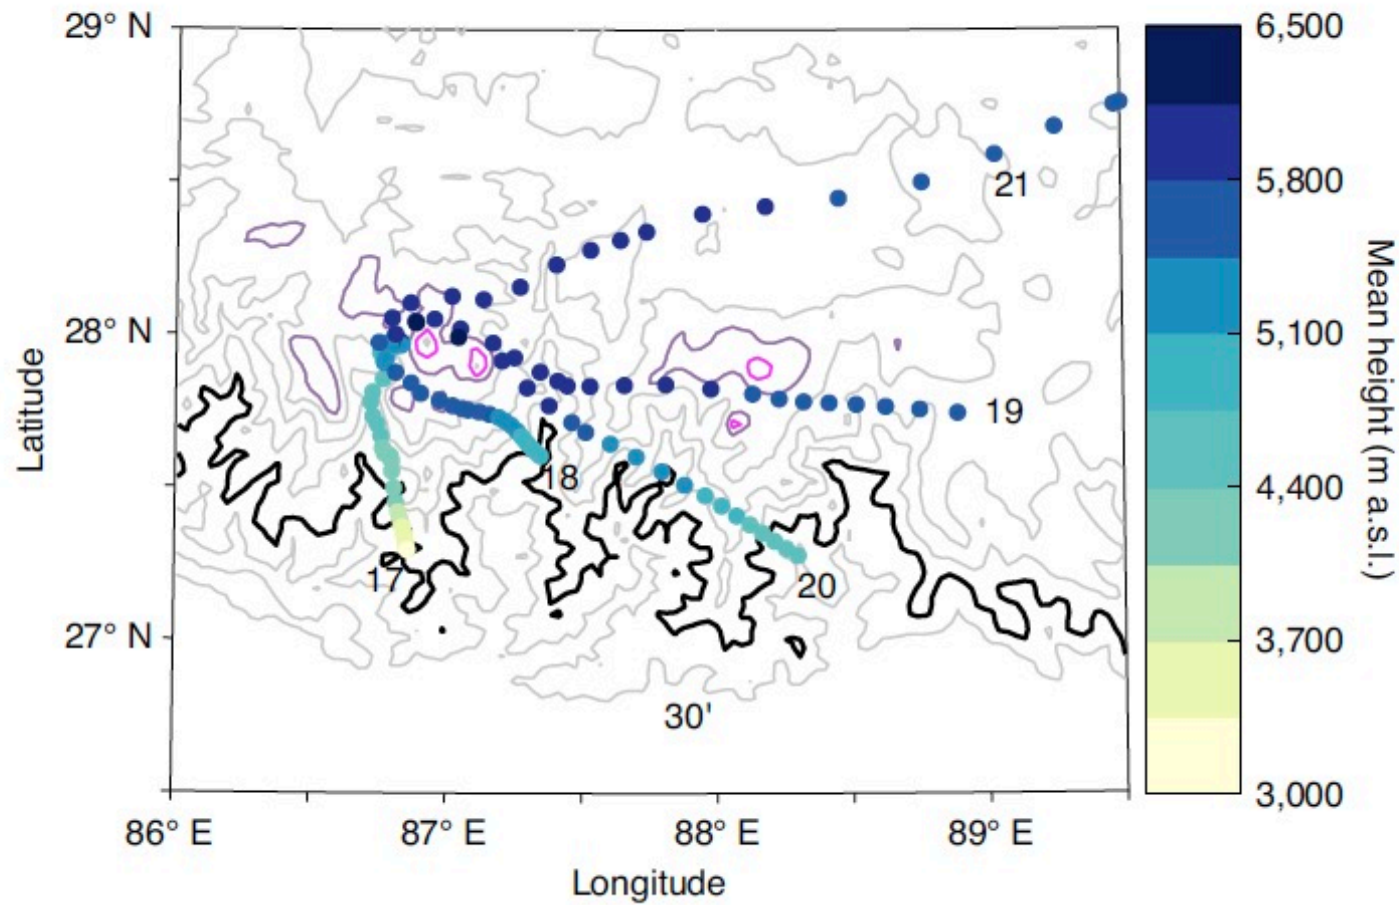 29° N
28° N
27° N
Latitude
86° E
87° E
88° E
89° E
Longitude
21
19
18
17
20
30'
6,500
5,800
5,100
4,400
3,700
3,000
Mean height (m a.s.l.)